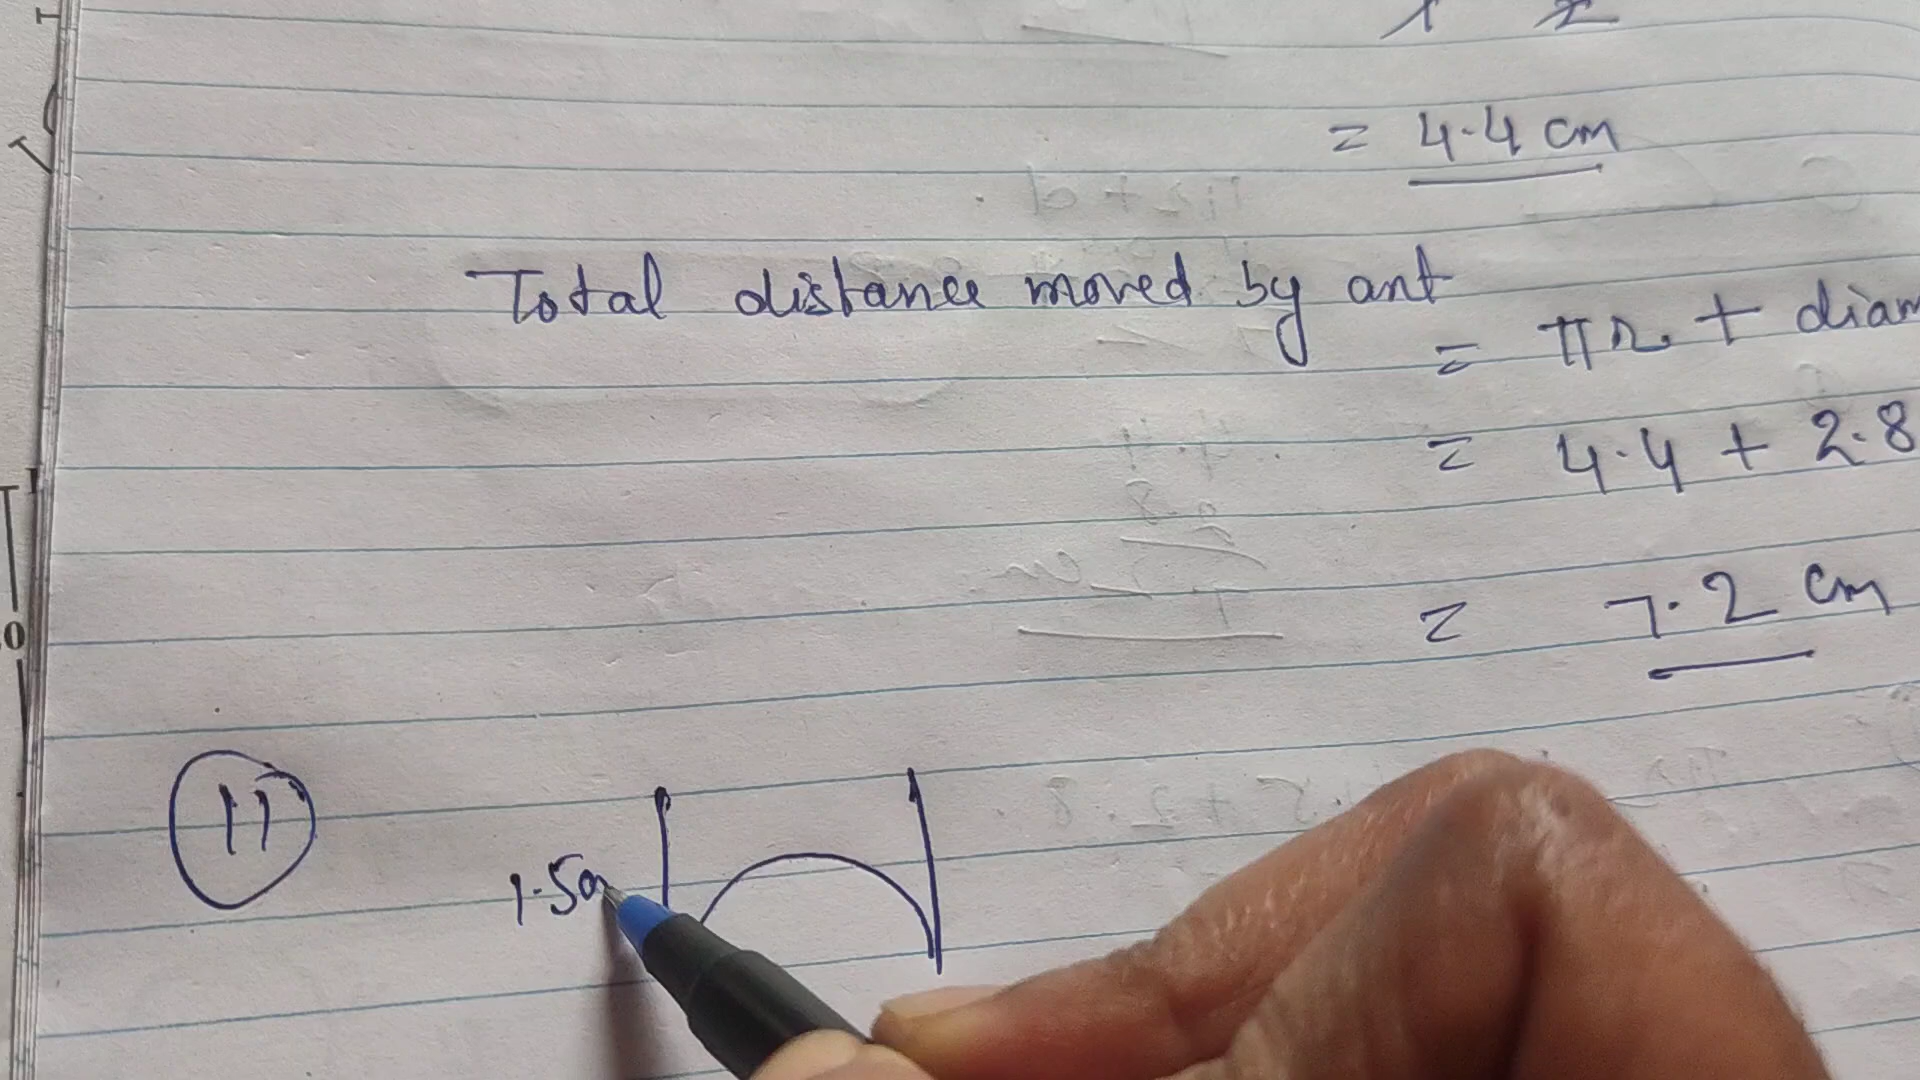 = 4.4 cm
Total distance moved by ant
= πr + diam
= 4.4 + 2.8
= 7.2 cm
11
1.5